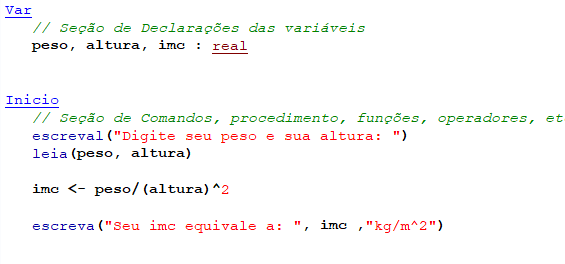 Var
// Seção de Declarações das variáveis
peso, altura, imc : real
Inicio
// Seção de Comandos, procedimento, funções, operadores, et
escreval("Digite seu peso e sua altura: ")
leia(peso, altura)
imc <- peso/(altura)^2
escreva("Seu imc equivale a: ", imc ,"kg/m^2")